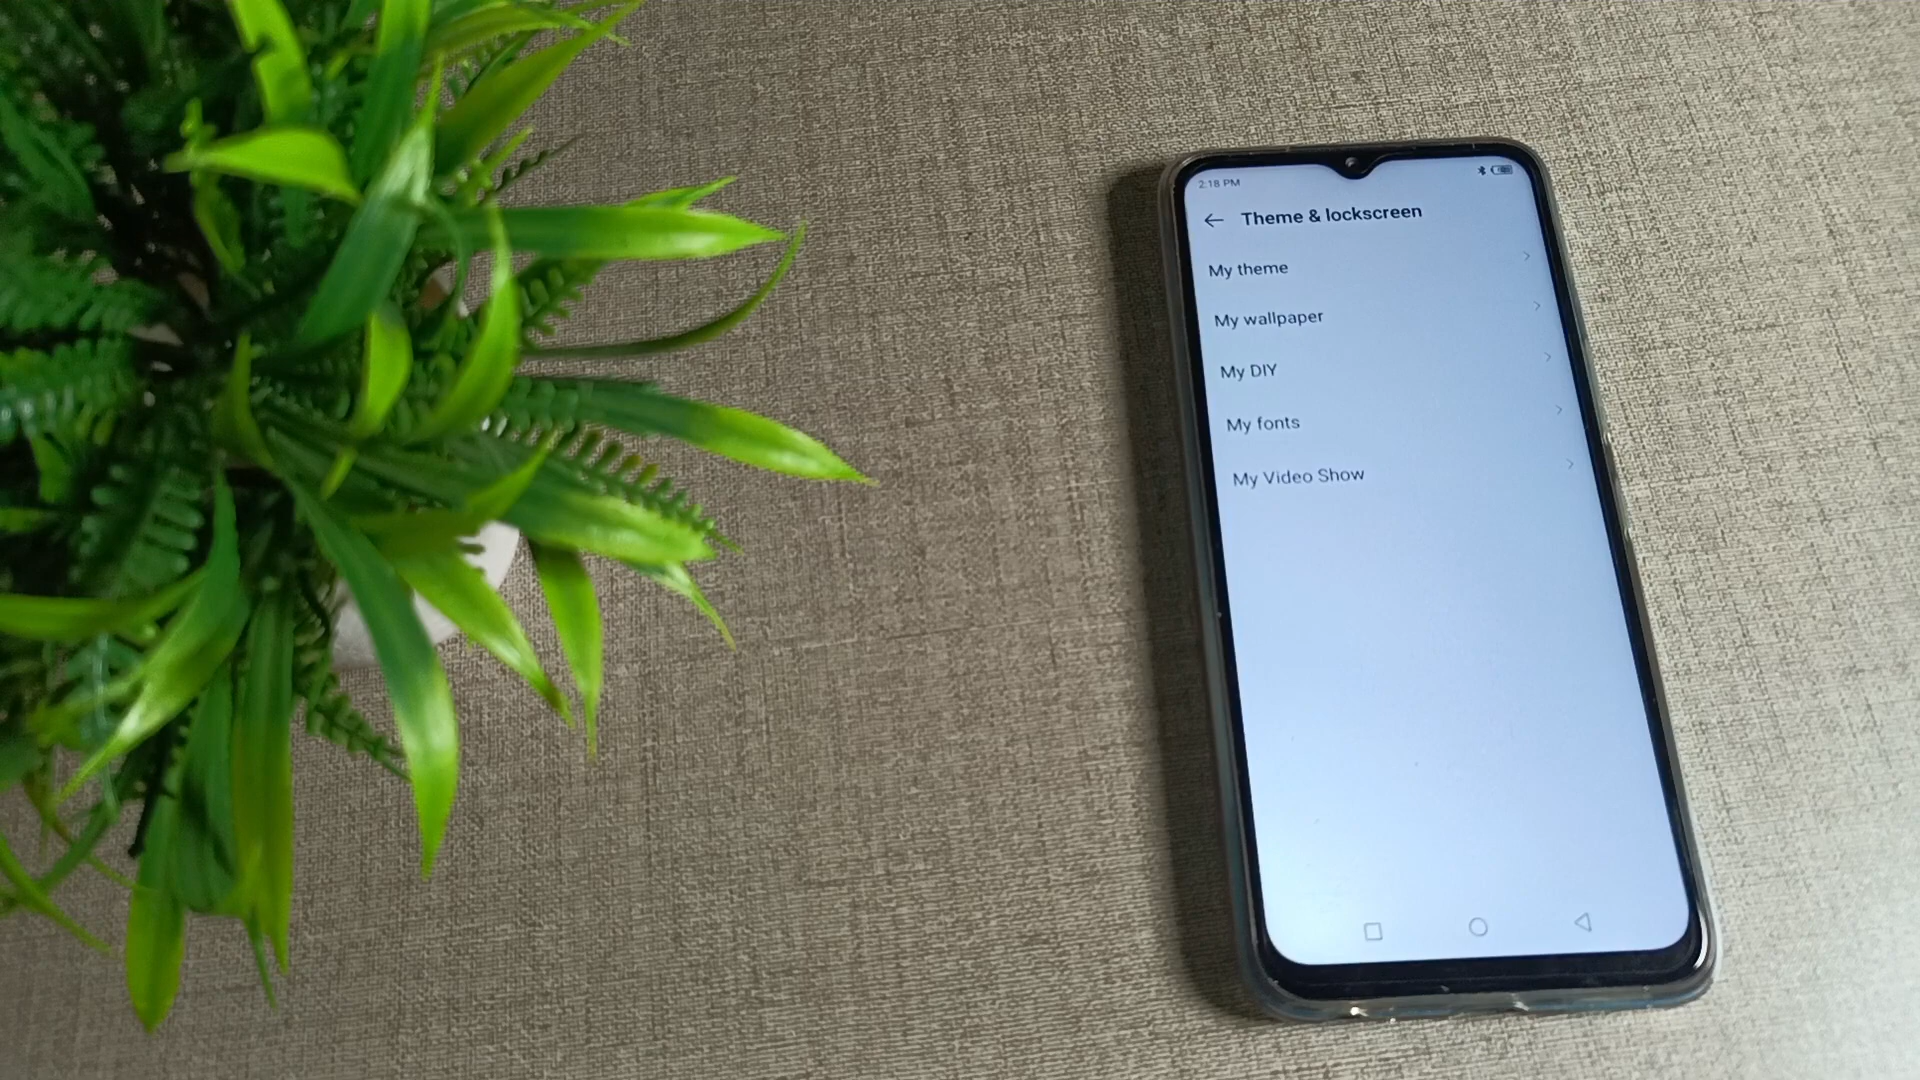 2:18 PM
Theme & lockscreen
My theme
My wallpaper
My DIY
My fonts
My Video Show